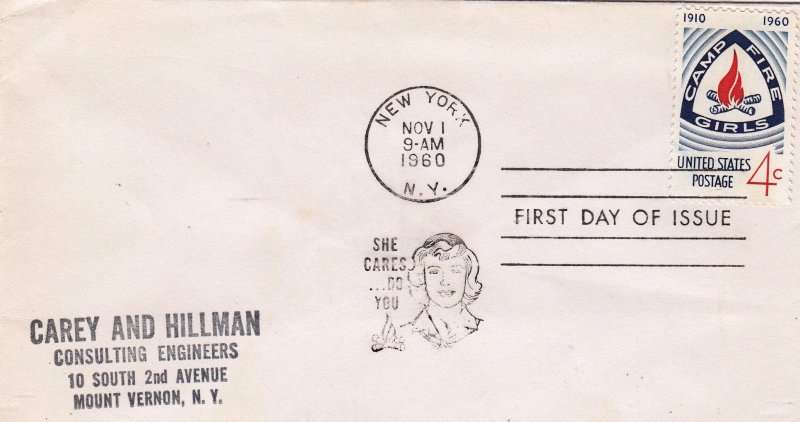 1910 1960
CAMP FIRE
GIRLS
UNITED STATES
POSTAGE 4c
NEW YORK
NOV 1
9-AM
1960
N.Y.
FIRST DAY OF ISSUE
SHE
CARES
...DO
YOU
CAREY AND HILLMAN
CONSULTING ENGINEERS
10 SOUTH 2nd AVENUE
MOUNT VERNON, N. Y.